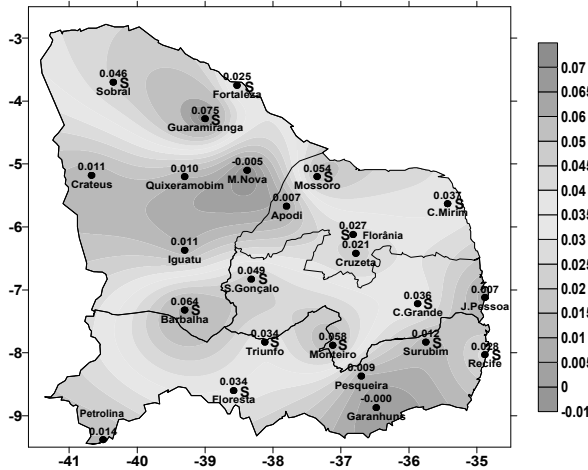 -3
-4
-5
-6
-7
-8
-9
0.046 S
Sobral
0.025 S
Fortaleza
0.075 S
Guaramiranga
0.011
Crateus
0.010
Quixeramobim
-0.005
M.Nova
0.054 S
Mossoro
0.007
Apodi
0.037 S
C.Mirim
0.027
S Florânia
0.021
Cruzeta
0.011
Iguatu
0.049 S
S.Gonçalo
0.036 S
C.Grande
0.007
J.Pessoa
0.064 S
Barbalha
0.034 S
Triunfo
0.058 S
Monteiro
0.012 S
Surubim
0.028 S
Recife
0.009
Pesqueira
0.034 S
Floresta
-0.000
Garanhuns
Petrolina
0.014
-41 -40 -39 -38 -37 -36 -35
0.07
0.065
0.06
0.055
0.05
0.045
0.04
0.035
0.03
0.025
0.02
0.015
0.01
0.005
0
-0.01